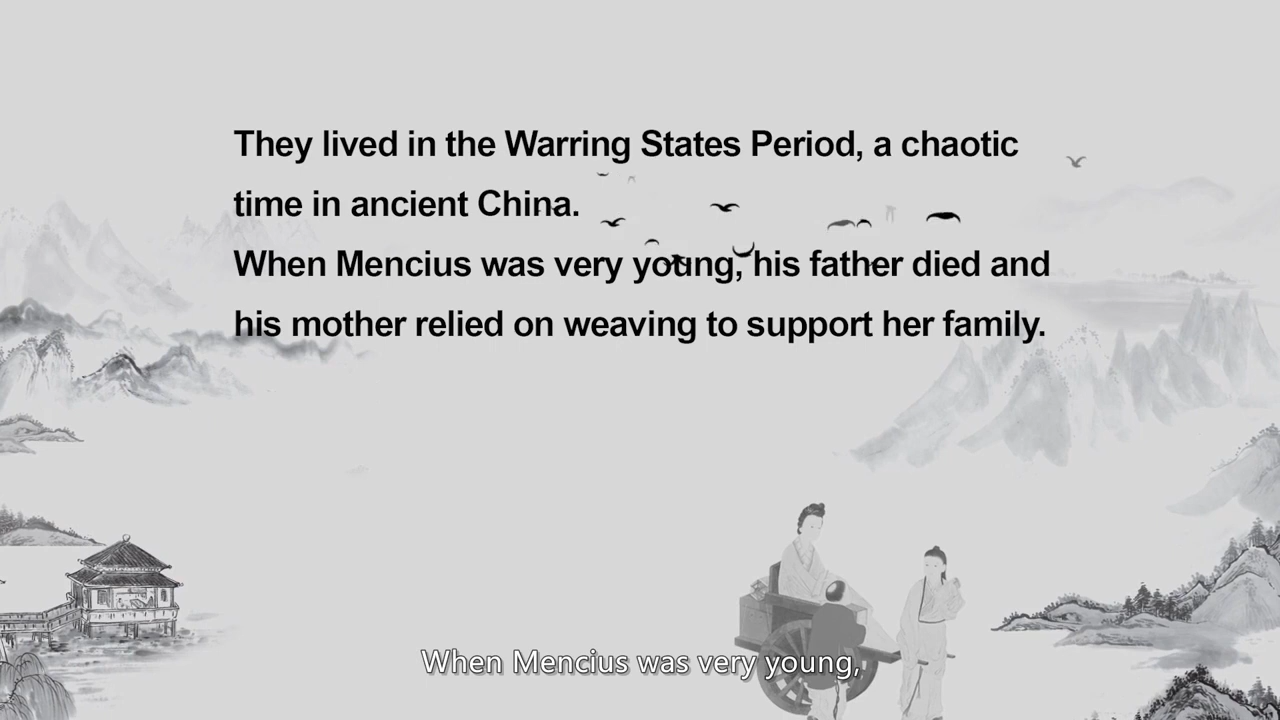 They lived in the Warring States Period, a chaotic
time in ancient China.
When Mencius was very young, his father died and
his mother relied on weaving to support her family.
When Mencius was very young,